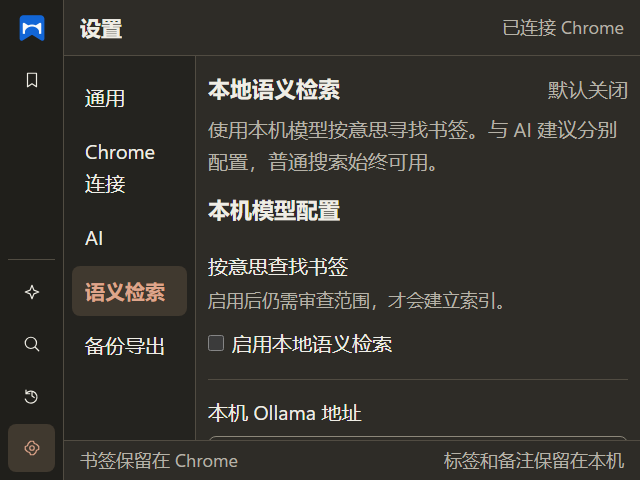 设置
已连接 Chrome
通用
Chrome
连接
AI
语义检索
备份导出
本地语义检索
默认关闭
使用本机模型按意思寻找书签。与 AI 建议分别
配置，普通搜索始终可用。
本机模型配置
按意思查找书签
启用后仍需审查范围，才会建立索引。
启用本地语义检索
本机 Ollama 地址
书签保留在 Chrome
标签和备注保留在本机